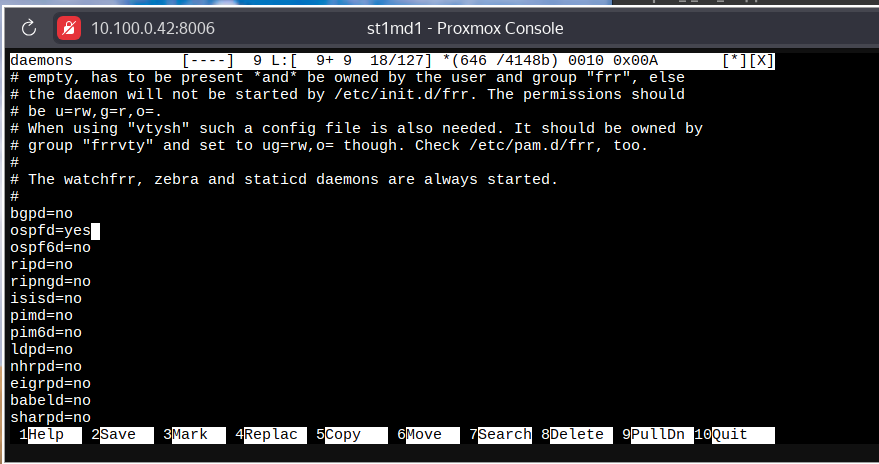 10.100.0.42:8006
st1md1 - Proxmox Console
daemons [----] 9 L:[ 9+ 9 18/127] *(646 /4148b) 0010 0x00A [*][X]
# empty, has to be present *and* be owned by the user and group "frr", else
# the daemon will not be started by /etc/init.d/frr. The permissions should
# be u=rw,g=r,o=.
# When using "vtysh" such a config file is also needed. It should be owned by
# group "frrvty" and set to ug=rw,o= though. Check /etc/pam.d/frr, too.
#
# The watchfrr, zebra and staticd daemons are always started.
#
bgpd=no
ospfd=yes
ospf6d=no
ripd=no
ripngd=no
isisd=no
pimd=no
pim6d=no
ldpd=no
nhrpd=no
eigrpd=no
babeld=no
sharpd=no
1Help 2Save 3Mark 4Replac 5Copy 6Move 7Search 8Delete 9PullDn 10Quit